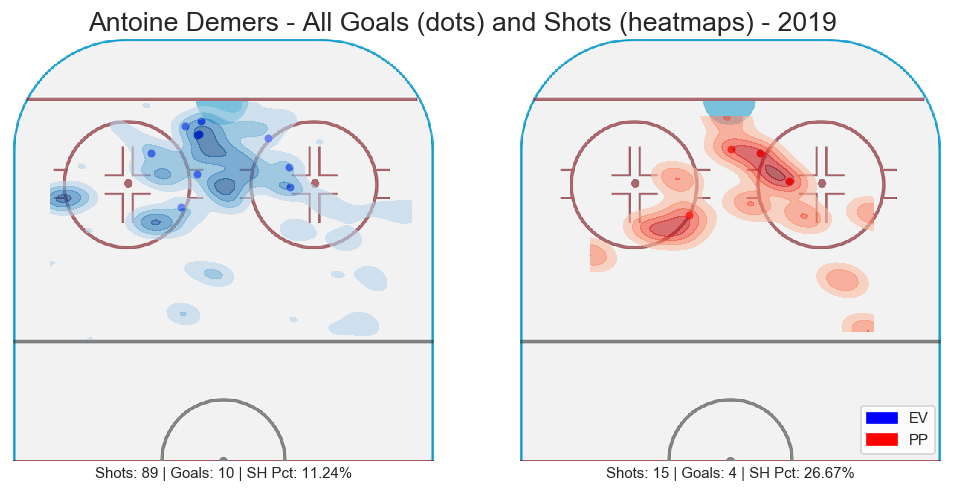 Antoine Demers - All Goals (dots) and Shots (heatmaps) - 2019
EV
PP
Shots: 89 | Goals: 10 | SH Pct: 11.24%
Shots: 15 | Goals: 4 | SH Pct: 26.67%